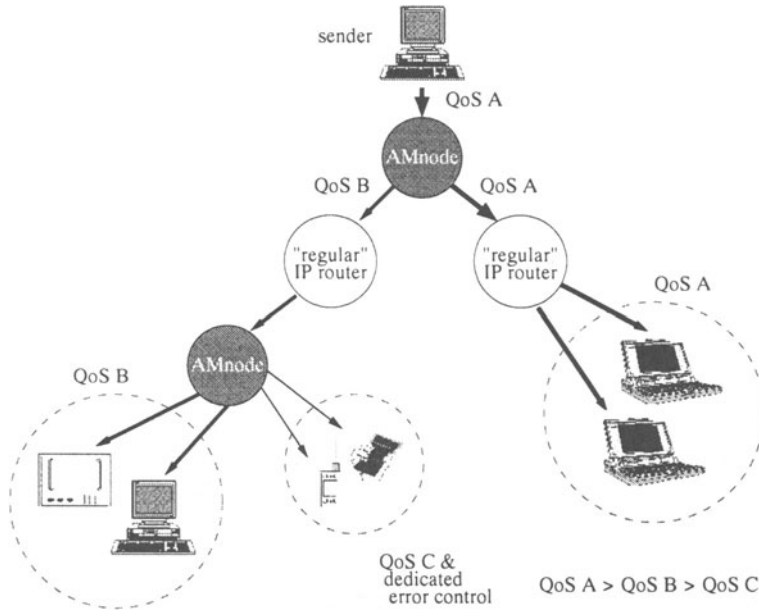 sender
QoS A
AMnode
QoS B
QoS A
"regular"
IP router
"regular"
IP router
QoS A
AMnode
QoS B
QoS C &
dedicated
error control
QoS A > QoS B > QoS C